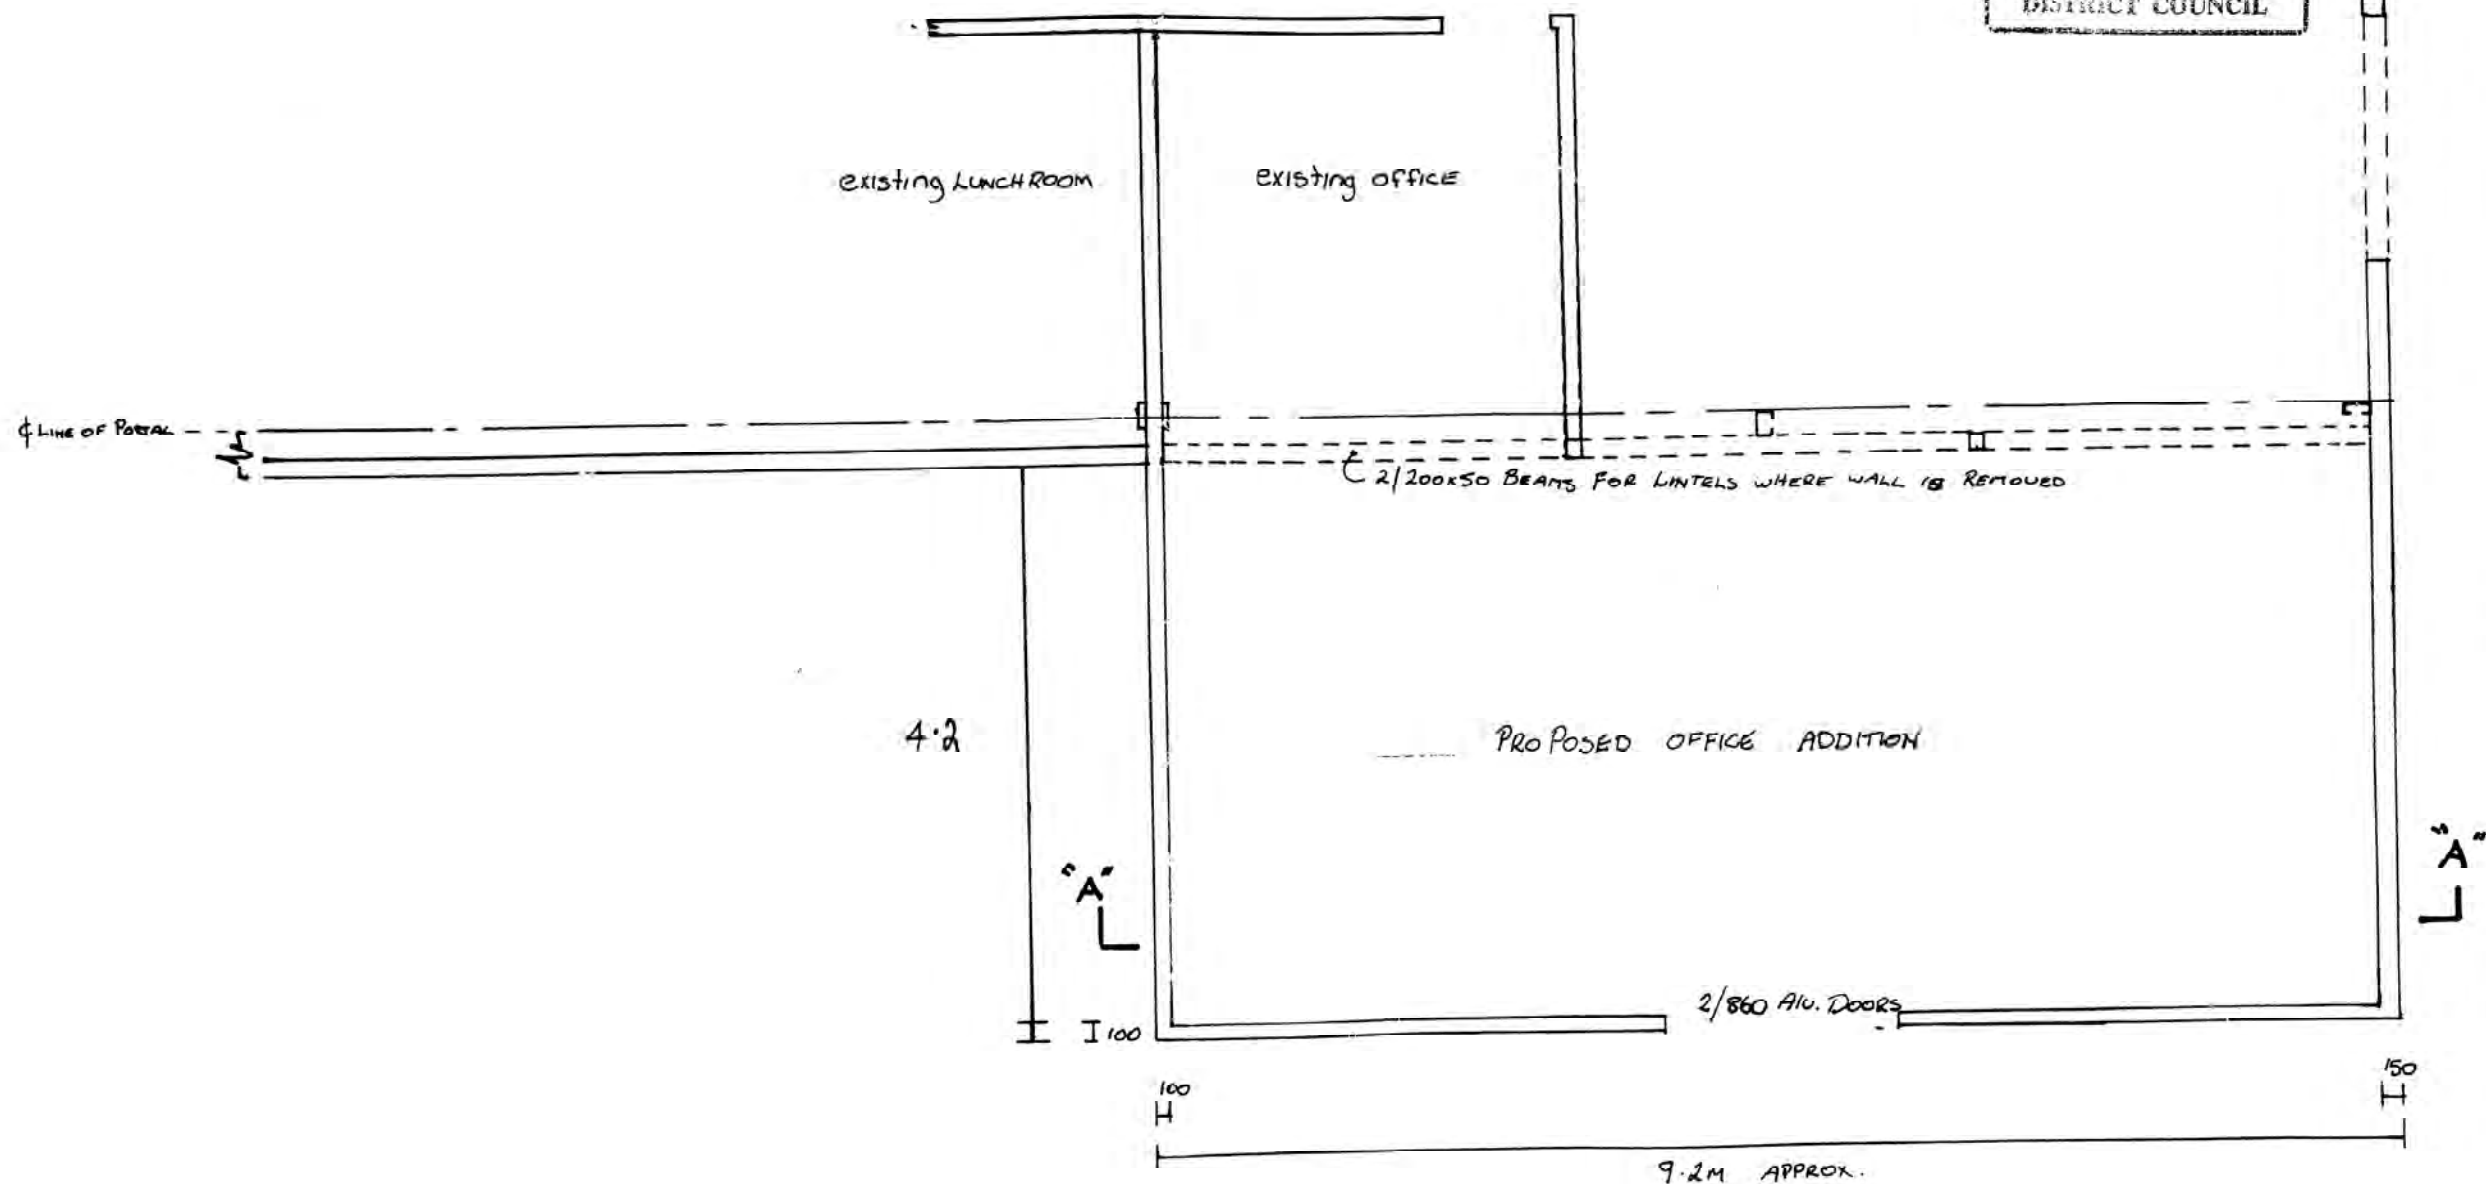 DISTRICT COUNCIL
existing LUNCHROOM
existing OFFICE
℄ LINE OF PORTAL
2/200x50 BEAMS FOR LINTELS WHERE WALL IS REMOVED
4.2
PROPOSED OFFICE ADDITION
"A"
"A"
2/860 Alu. DOORS
100
100
150
9.2M APPROX.